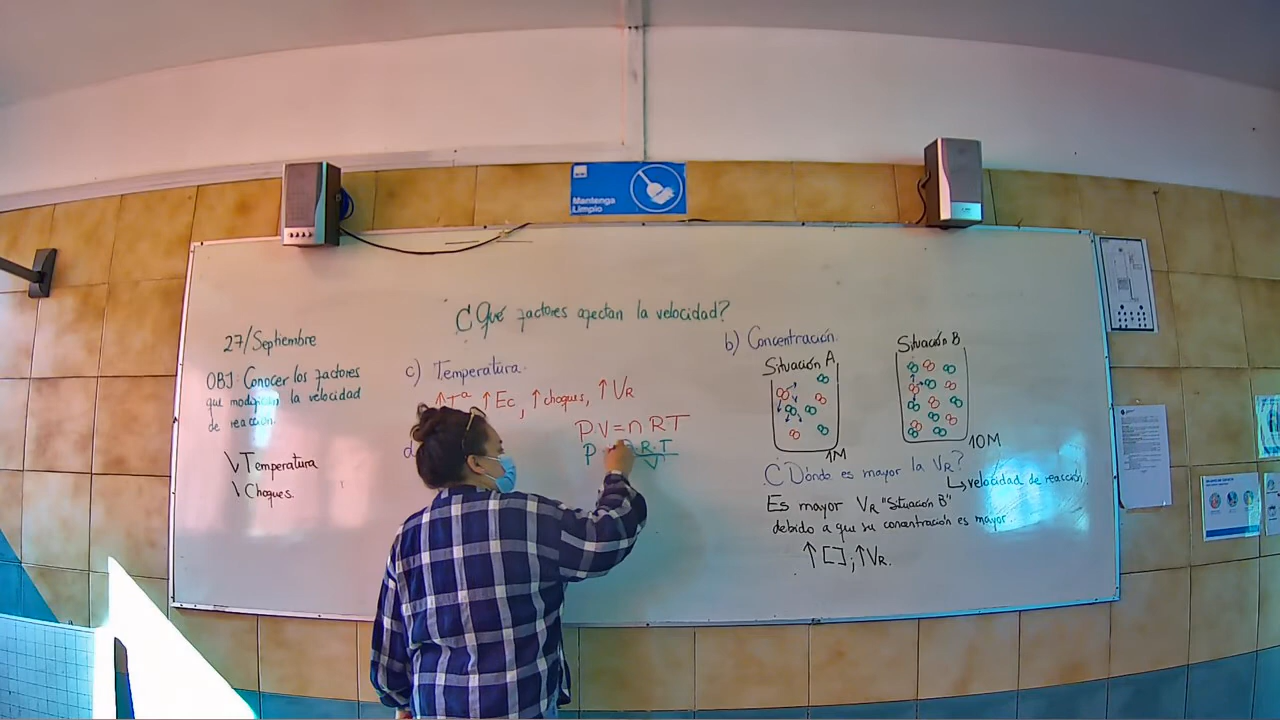 Mantenga
Limpio
¿Qué factores afectan la velocidad?
27/Septiembre
OBJ: Conocer los factores
que modifican la velocidad
de reacción.
Temperatura
Choques.
c) Temperatura.
↑Tª ↑Ec, ↑choques, ↑VR
PV=nRT
P
R·T
V
b) Concentración.
Situación A
1M
Situación B
10M
¿Dónde es mayor la VR?
↳velocidad de reacción.
Es mayor VR "Situación B"
debido a que su concentración es mayor.
↑[];↑VR.